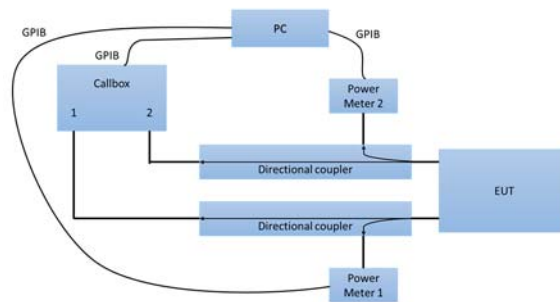 GPIB
PC
GPIB
GPIB
Callbox
1 2
Power
Meter 2
Directional coupler
EUT
Directional coupler
Power
Meter 1